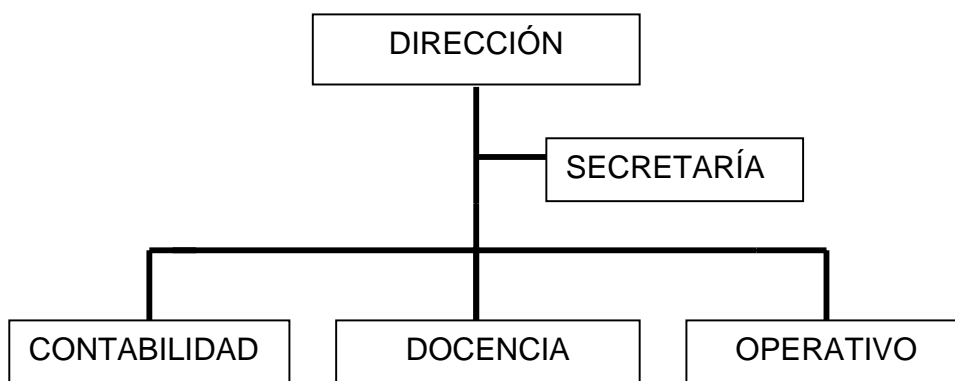 DIRECCIÓN
SECRETARÍA
CONTABILIDAD
DOCENCIA
OPERATIVO